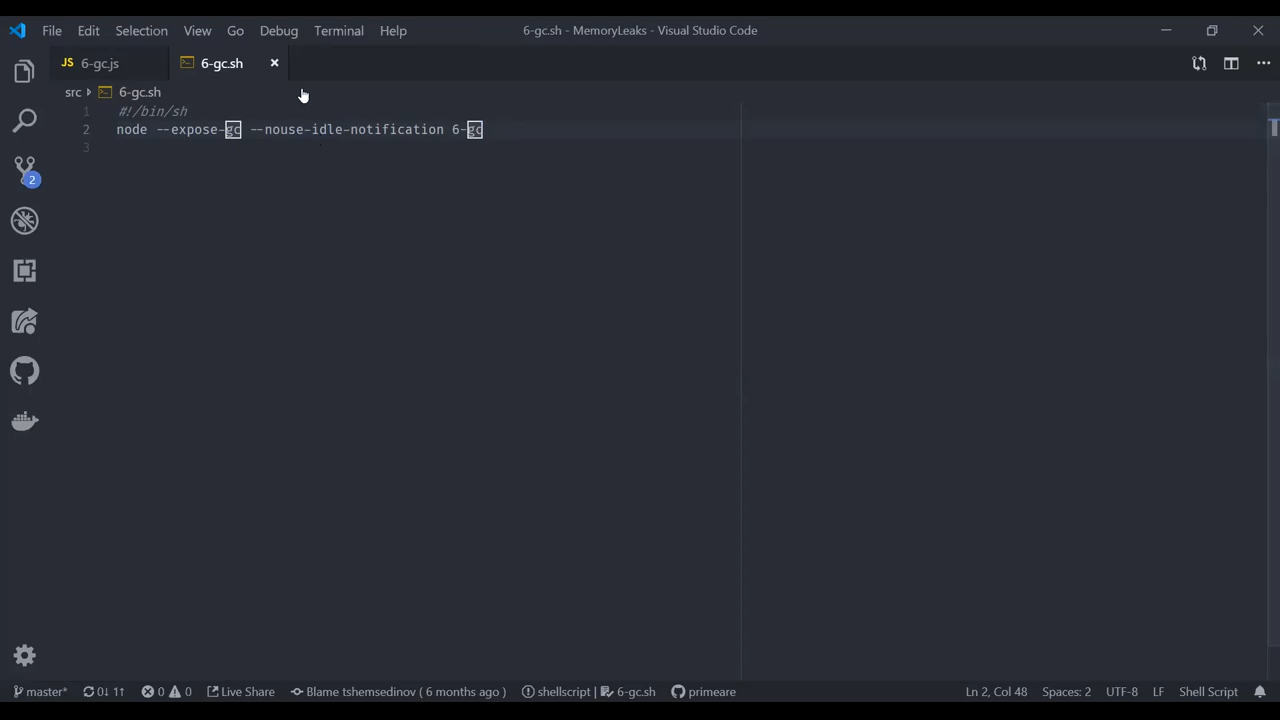 File Edit Selection View Go Debug Terminal Help
6-gc.sh - MemoryLeaks - Visual Studio Code
JS 6-gc.js
6-gc.sh
src 6-gc.sh
1 #!/bin/sh
2 node --expose-gc --nouse-idle-notification 6-gc
3
2
master* 0↓ 1↑ 0 0 Live Share Blame tshemsedinov ( 6 months ago ) shellscript | 6-gc.sh primeare Ln 2, Col 48 Spaces: 2 UTF-8 LF Shell Script